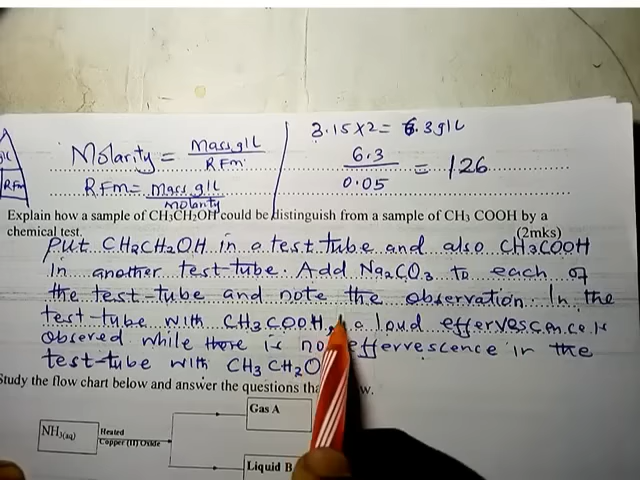 3.15 x 2 = 6.3 g/L
Molarity = Mass g/L / RFM
6.3 / 0.05 = 126
RFM
RFM = Mass g/L / molarity
Explain how a sample of CH₃CH₂OH could be distinguish from a sample of CH₃ COOH by a
chemical test. (2mks)
Put CH₃CH₂OH in a test tube and also CH₃COOH
in another test-tube. Add Na₂CO₃ to each of
the test-tube and note the observation. In the
test-tube with CH₃COOH, a loud effervescence is
observed while there is no effervescence in the
test-tube with CH₃CH₂O
Study the flow chart below and answer the questions tha w.
Gas A
NH₃(aq)
Heated
Copper (II) Oxide
Liquid B